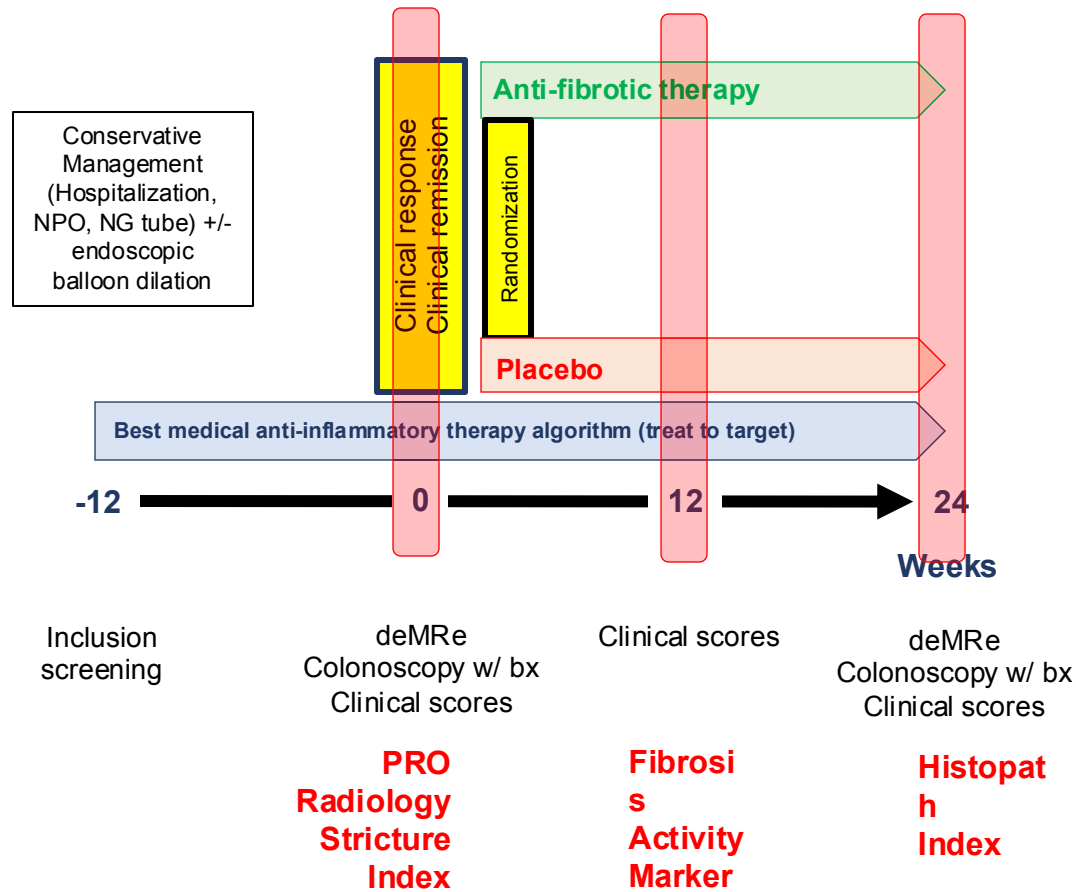 Conservative
Management
(Hospitalization,
NPO, NG tube) +/-
endoscopic
balloon dilation
Clinical response
Clinical remission
Anti-fibrotic therapy
Randomization
Placebo
Best medical anti-inflammatory therapy algorithm (treat to target)
-12
0
12
24
Weeks
Inclusion
screening
deMRe
Colonoscopy w/ bx
Clinical scores
Clinical scores
deMRe
Colonoscopy w/ bx
Clinical scores
PRO
Radiology
Stricture
Index
Fibrosi
s
Activity
Marker
Histopat
h
Index